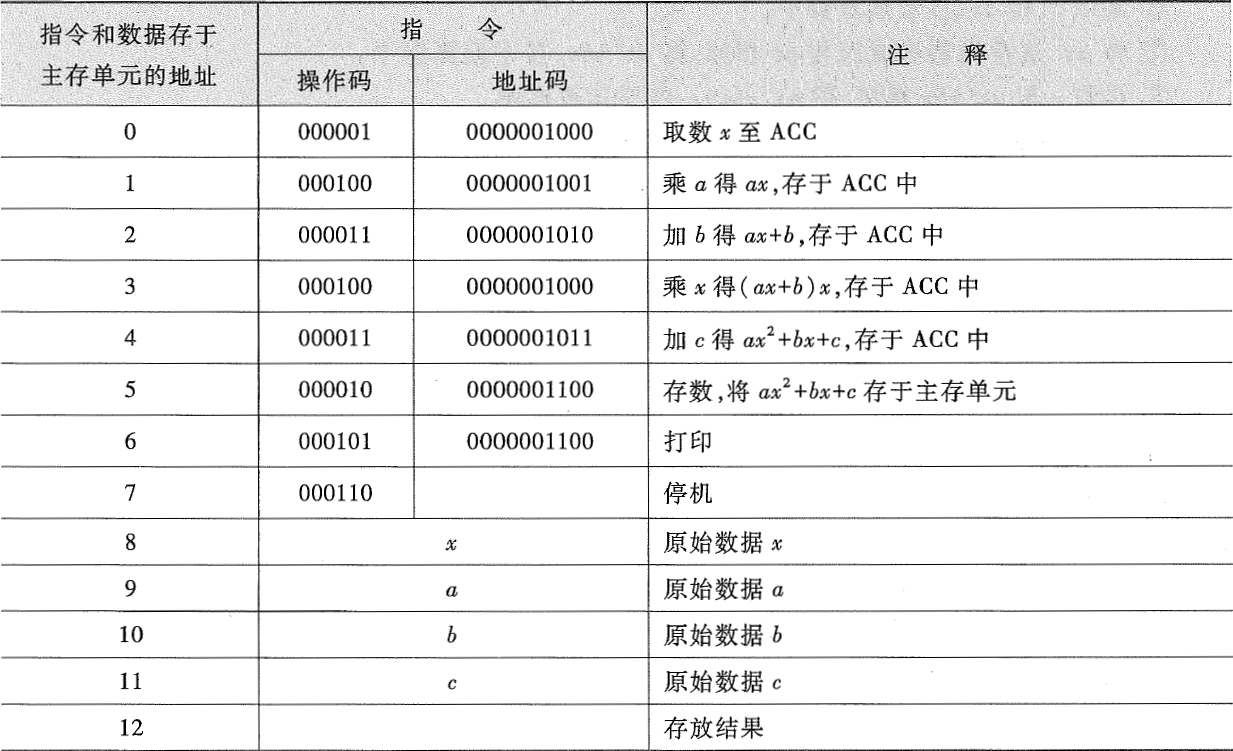 指令和数据存于
主存单元的地址
指 令
注 释
操作码 地址码
0 000001 0000001000 取数 x 至 ACC
1 000100 0000001001 乘 a 得 ax,存于 ACC 中
2 000011 0000001010 加 b 得 ax+b,存于 ACC 中
3 000100 0000001000 乘 x 得(ax+b)x,存于 ACC 中
4 000011 0000001011 加 c 得 ax²+bx+c,存于 ACC 中
5 000010 0000001100 存数,将 ax²+bx+c 存于主存单元
6 000101 0000001100 打印
7 000110 停机
8 x 原始数据 x
9 a 原始数据 a
10 b 原始数据 b
11 c 原始数据 c
12 存放结果